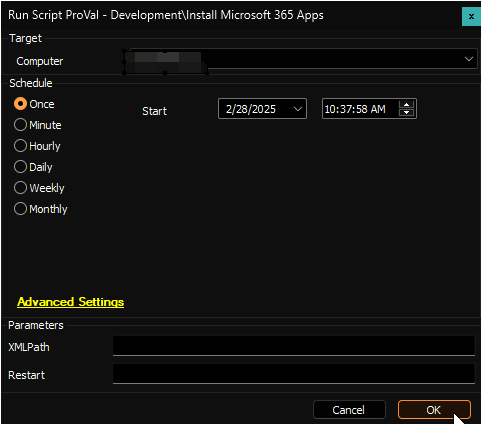 Run Script ProVal - Development\Install Microsoft 365 Apps x
Target
Computer
Schedule
Once
Start 2/28/2025 10:37:58 AM
Minute
Hourly
Daily
Weekly
Monthly
Advanced Settings
Parameters
XMLPath
Restart
Cancel OK